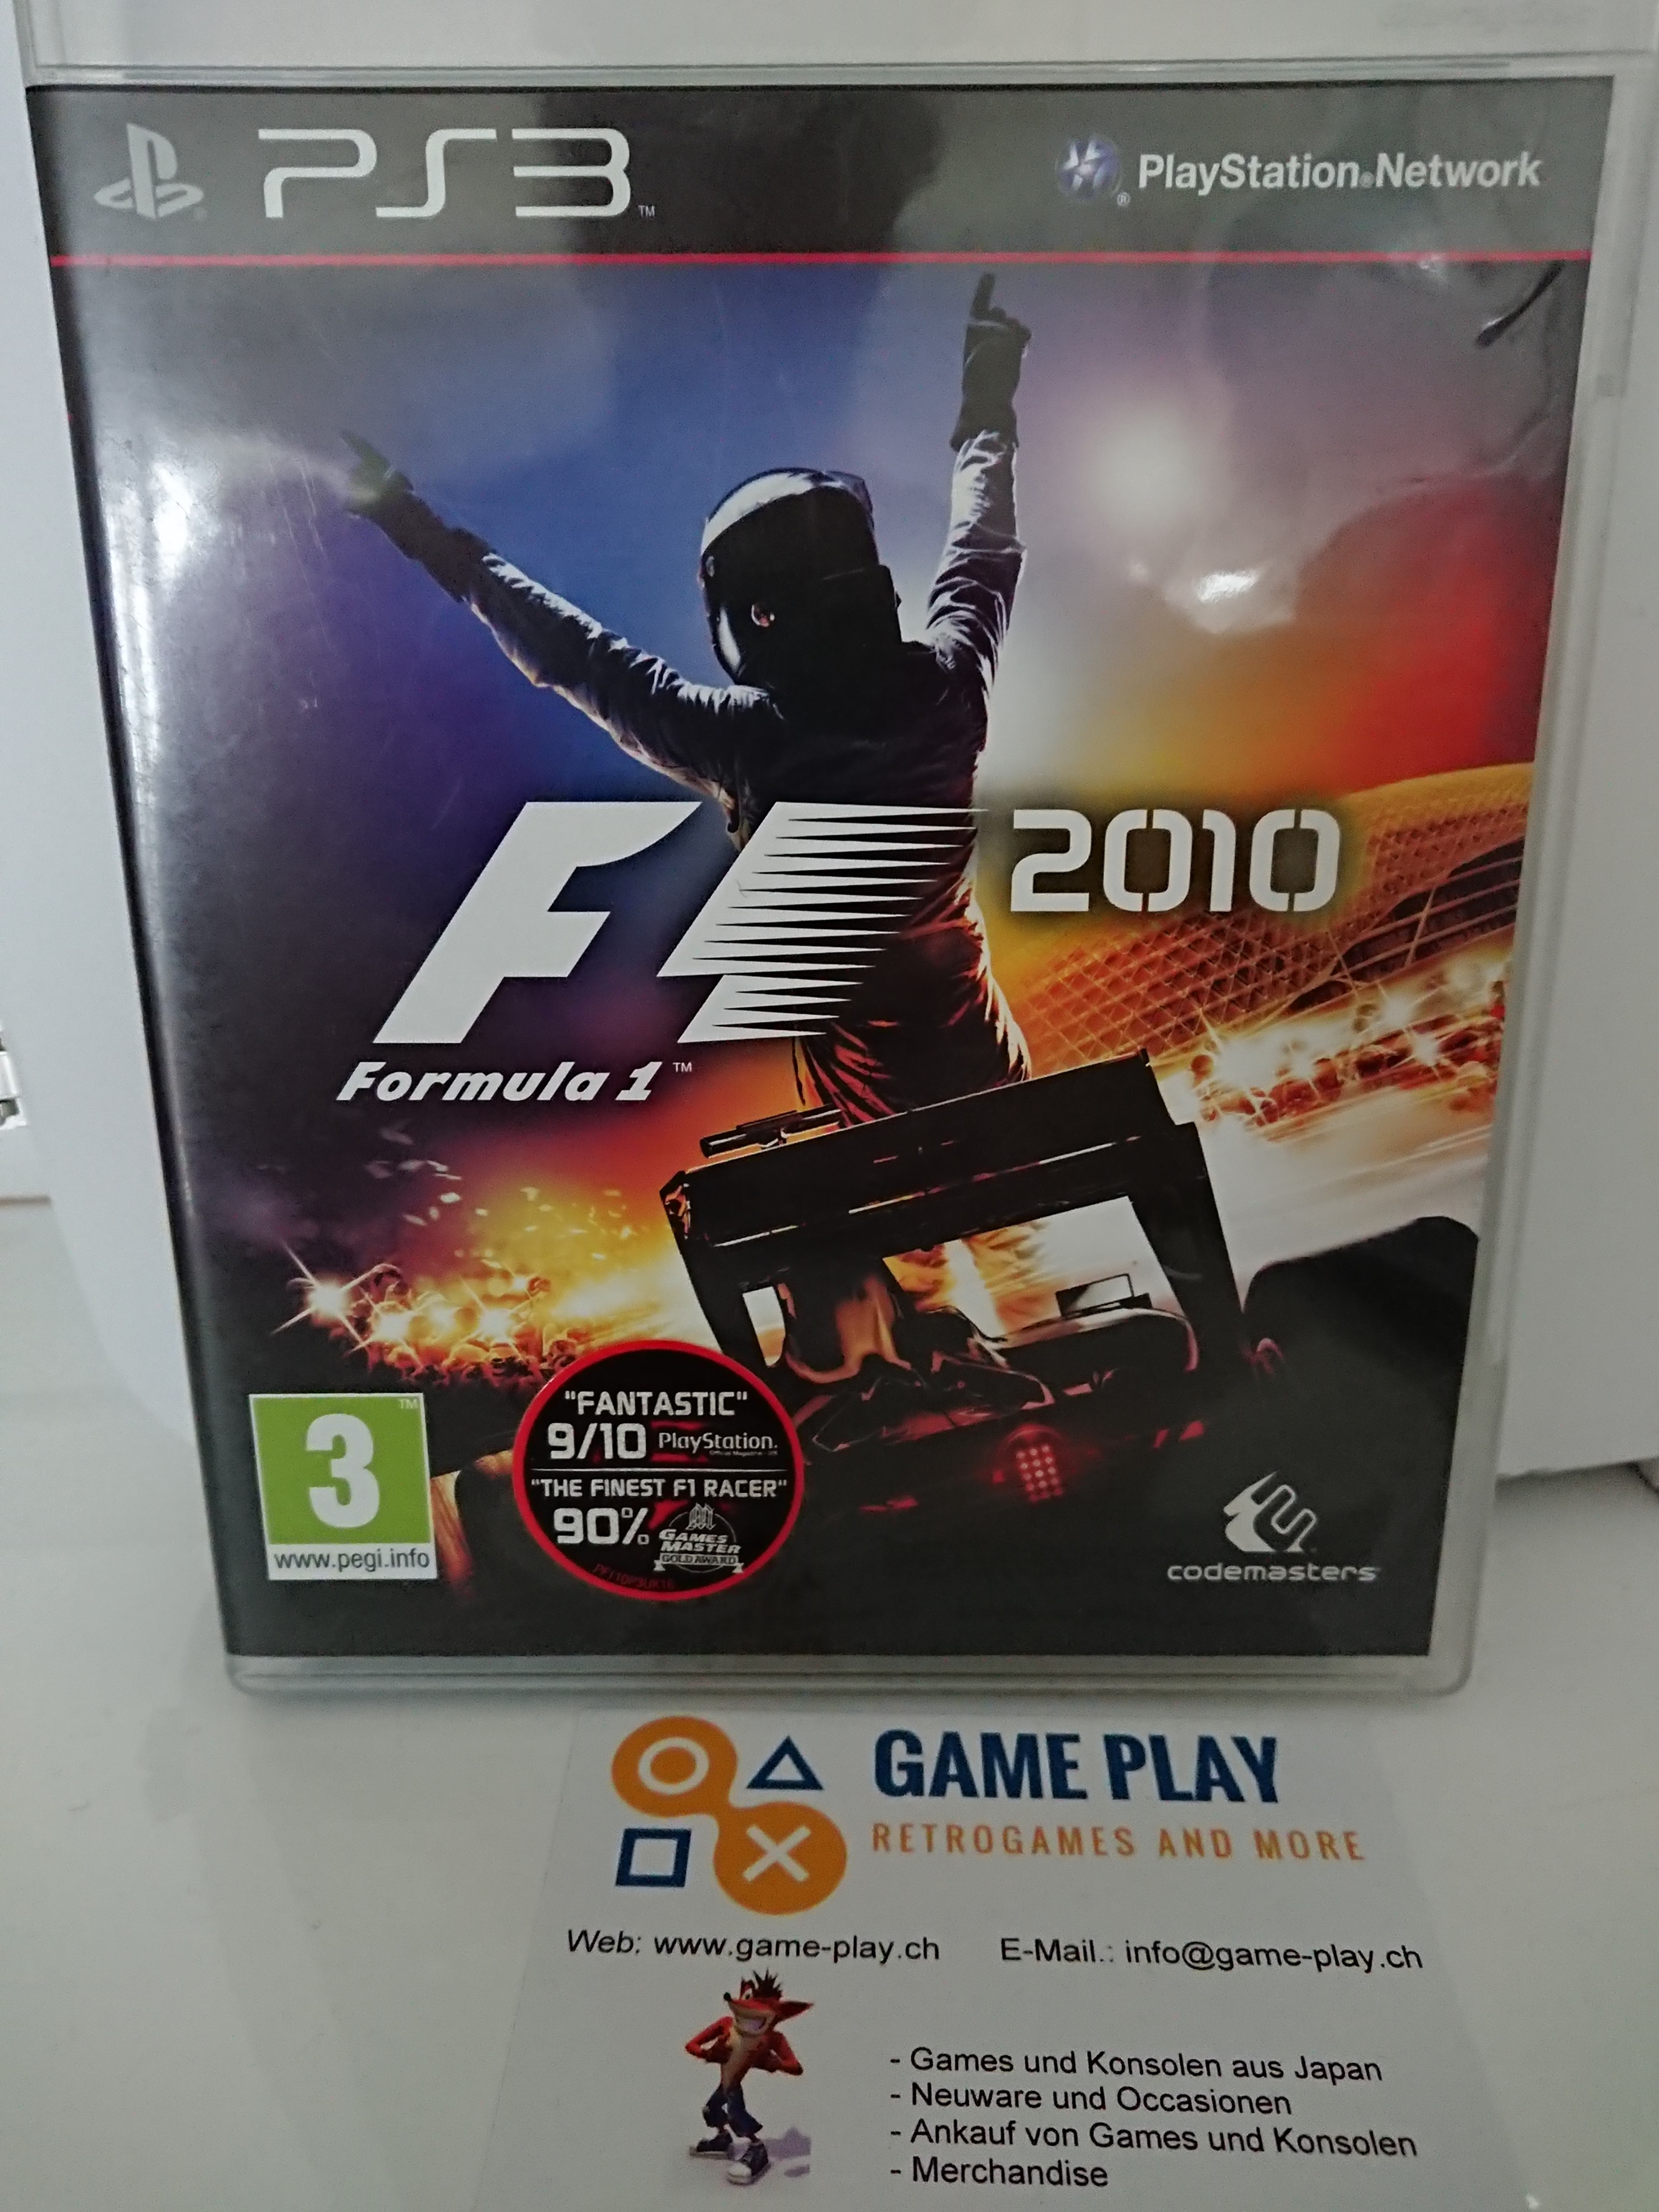 PS3™
PlayStation®Network
F1 2010
Formula 1™
3
www.pegi.info
"FANTASTIC"
9/10 PlayStation.
"THE FINEST F1 RACER"
90% GAMES MASTER
GOLD AWARD
codemasters
GAME PLAY
RETROGAMES AND MORE
Web: www.game-play.ch E-Mail.: info@game-play.ch
- Games und Konsolen aus Japan
- Neuware und Occasionen
- Ankauf von Games und Konsolen
- Merchandise